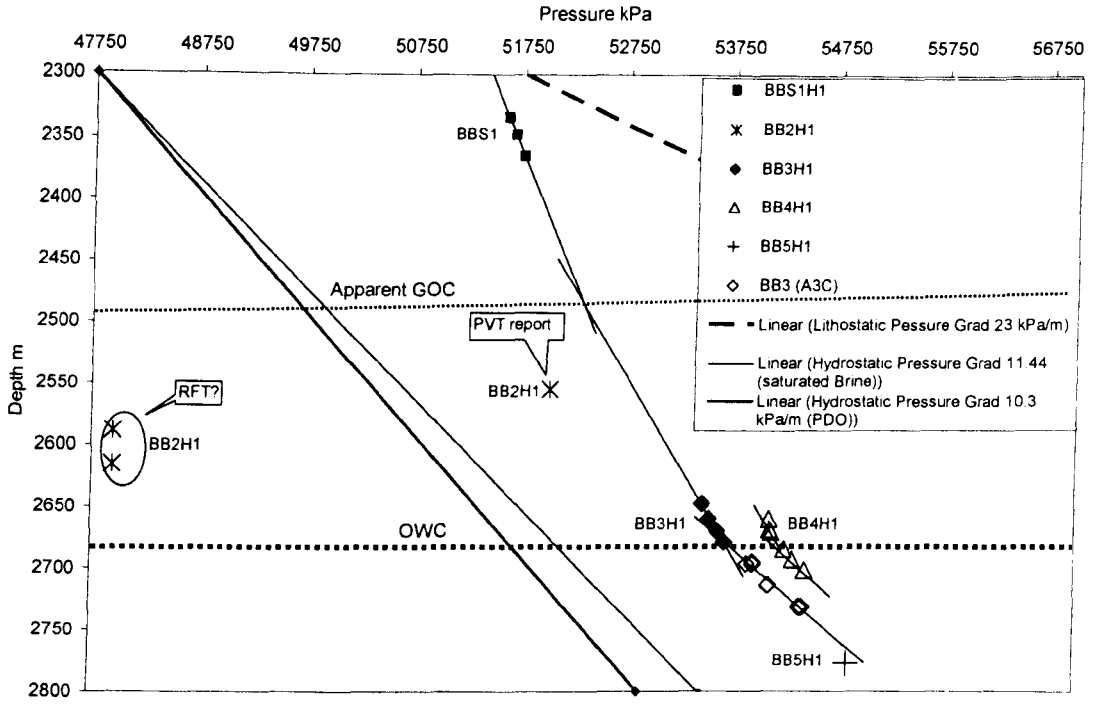 Pressure kPa
47750 48750 49750 50750 51750 52750 53750 54750 55750 56750
Depth m
2300
2350
2400
2450
2500
2550
2600
2650
2700
2750
2800
BBS1
Apparent GOC
PVT report
BB2H1
RFT?
BB2H1
BB3H1
BB4H1
OWC
BB5H1
BBS1H1
BB2H1
BB3H1
BB4H1
BB5H1
BB3 (A3C)
Linear (Lithostatic Pessure Grad 23 kPa/m)
Linear (Hydrostatic Pressure Grad 11.44
(saturated Brine))
Linear (Hydrostatic Pressure Grad 10.3
kPa/m (PDO))